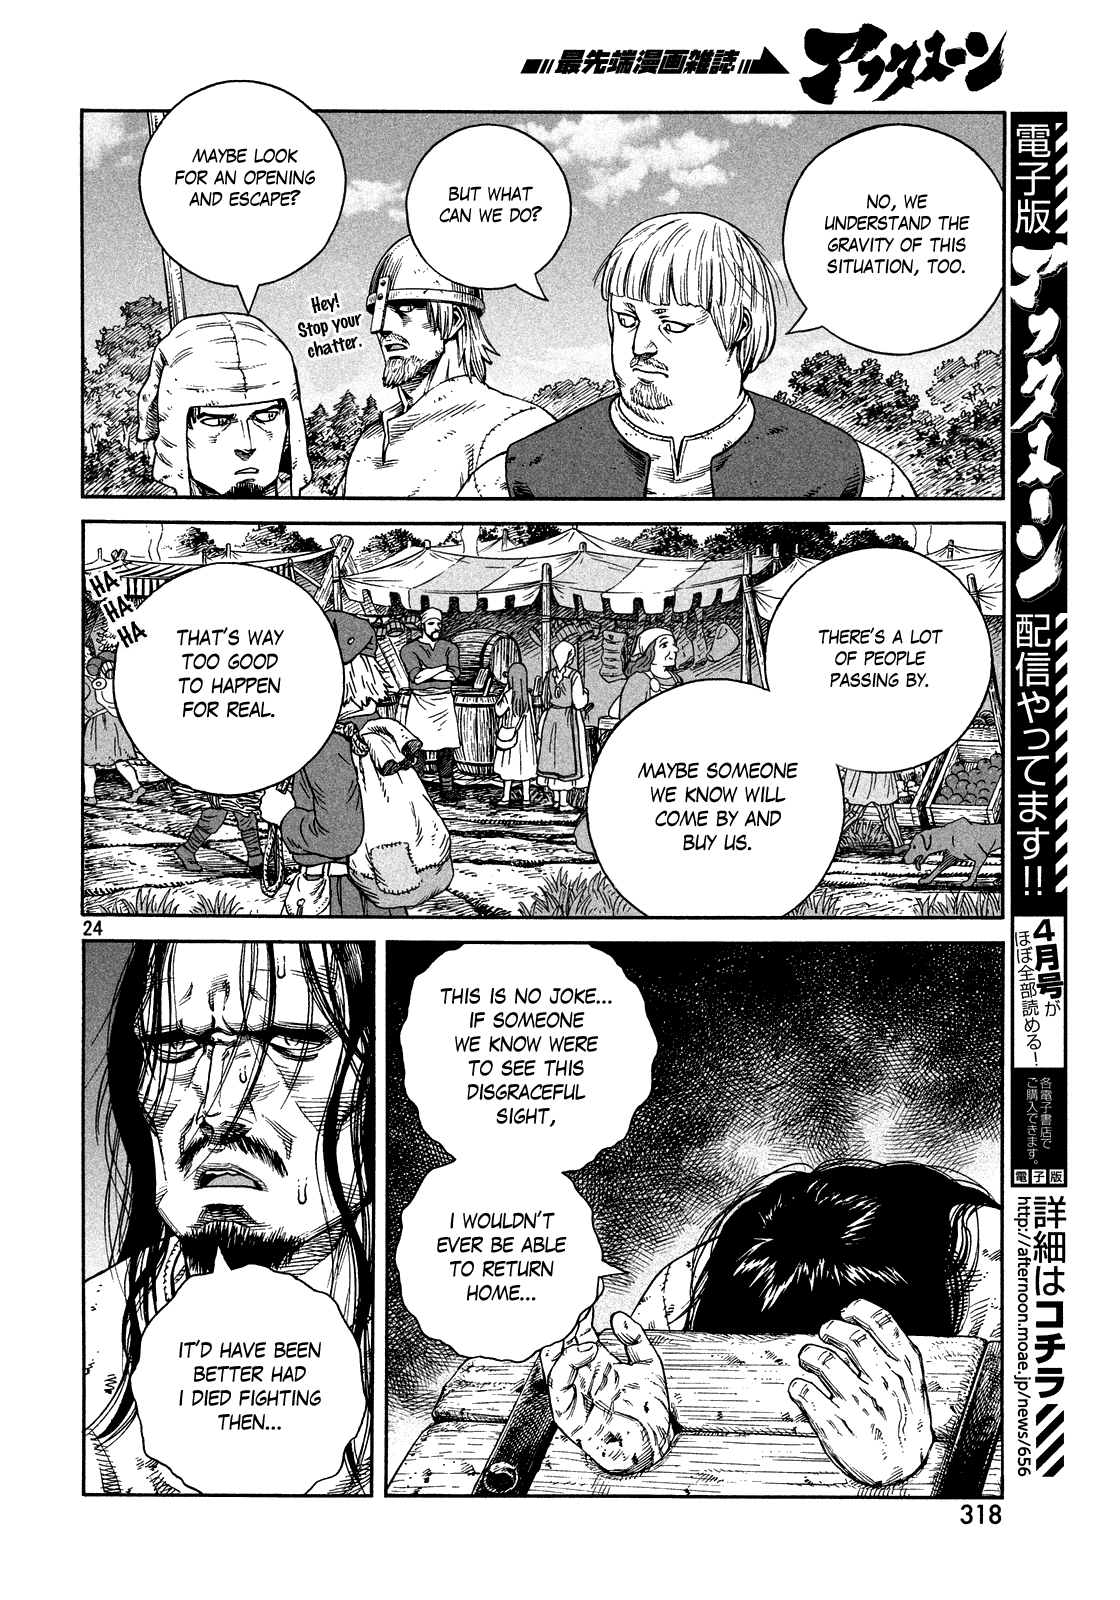 最先端漫画雑誌
アフタヌーン
NO, WE
UNDERSTAND THE
GRAVITY OF THIS
SITUATION, TOO.
BUT WHAT
CAN WE DO?
Hey!
Stop your
chatter.
MAYBE LOOK
FOR AN OPENING
AND ESCAPE?
THERE'S A LOT
OF PEOPLE
PASSING BY.
MAYBE SOMEONE
WE KNOW WILL
COME BY AND
BUY US.
THAT'S WAY
TOO GOOD
TO HAPPEN
FOR REAL.
HA
HA
HA
24
THIS IS NO JOKE...
IF SOMEONE
WE KNOW WERE
TO SEE THIS
DISGRACEFUL
SIGHT,
I WOULDN'T
EVER BE ABLE
TO RETURN
HOME...
IT'D HAVE BEEN
BETTER HAD
I DIED FIGHTING
THEN...
電子版アフタヌーン配信やってます!!
4月号が
ほぼ全部読める!
各電子書店で
ご購入できます。
電子版
詳細はコチラ
http://afternoon.moae.jp/news/656
318